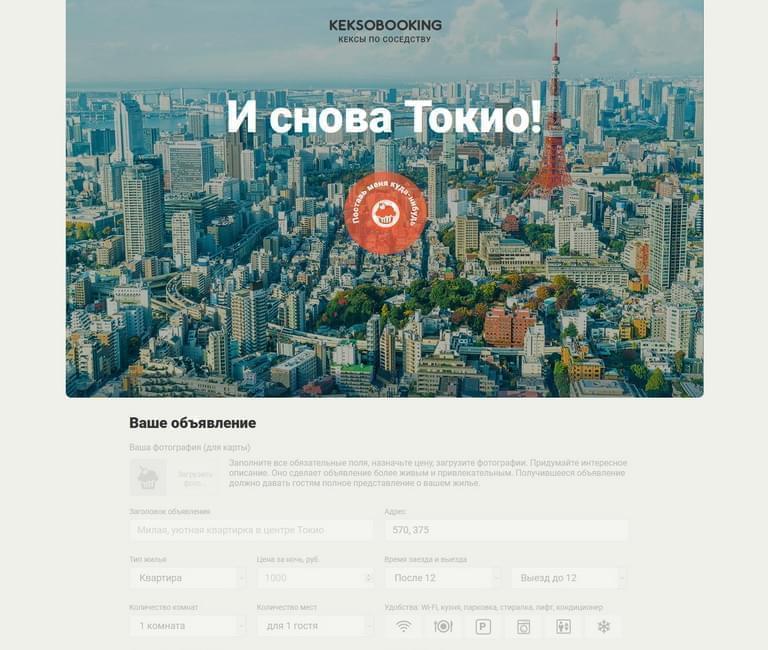 KEKSOBOOKING
КЕКСЫ ПО СОСЕДСТВУ
И снова Токио!
Поставь меня куда-нибудь
Ваше объявление
Ваша фотография (для карты)
Загрузить
фото...
Заполните все обязательные поля, назначьте цену, загрузите фотографии. Придумайте интересное
описание. Оно сделает объявление более живым и привлекательным. Получившееся объявление
должно давать гостям полное представление о вашем жилье.
Заголовок объявления
Адрес
Милая, уютная квартирка в центре Токио
570, 375
Тип жилья
Цена за ночь, руб.
Время заезда и выезда
Квартира
1000
После 12
Выезд до 12
Количество комнат
Количество мест
Удобства: Wi-Fi, кухня, парковка, стиралка, лифт, кондиционер
1 комната
для 1 гостя
P